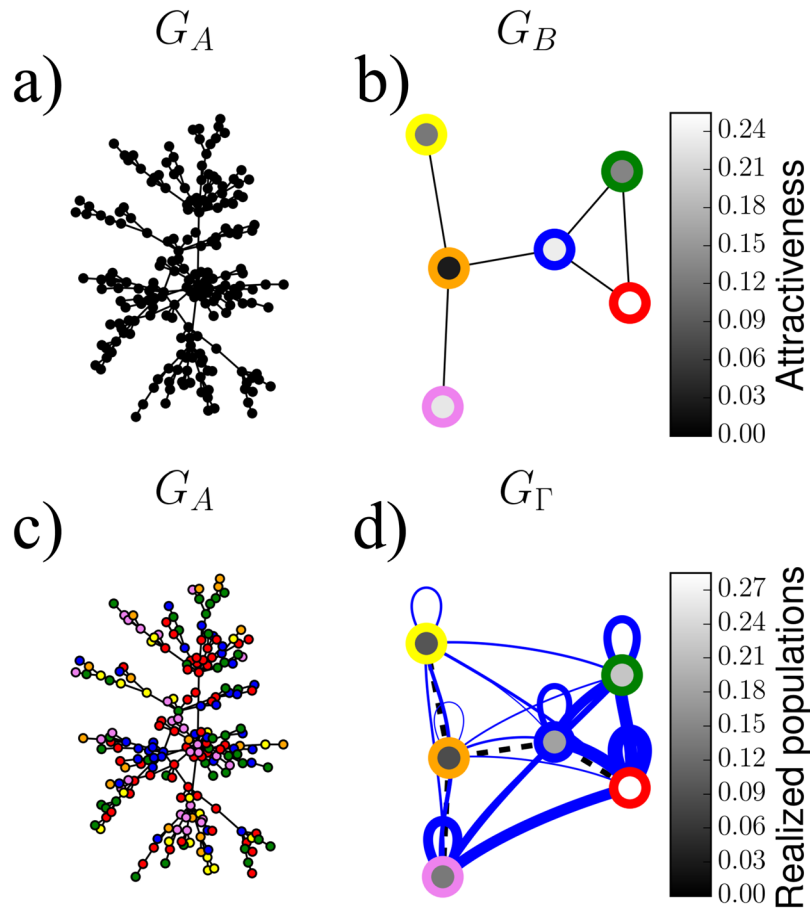 G_A
G_B
a)
b)
0.24
0.21
0.18
0.15
0.12
0.09
0.06
0.03
0.00
Attractiveness
G_A
G_Γ
c)
d)
0.27
0.24
0.21
0.18
0.15
0.12
0.09
0.06
0.03
0.00
Realized populations